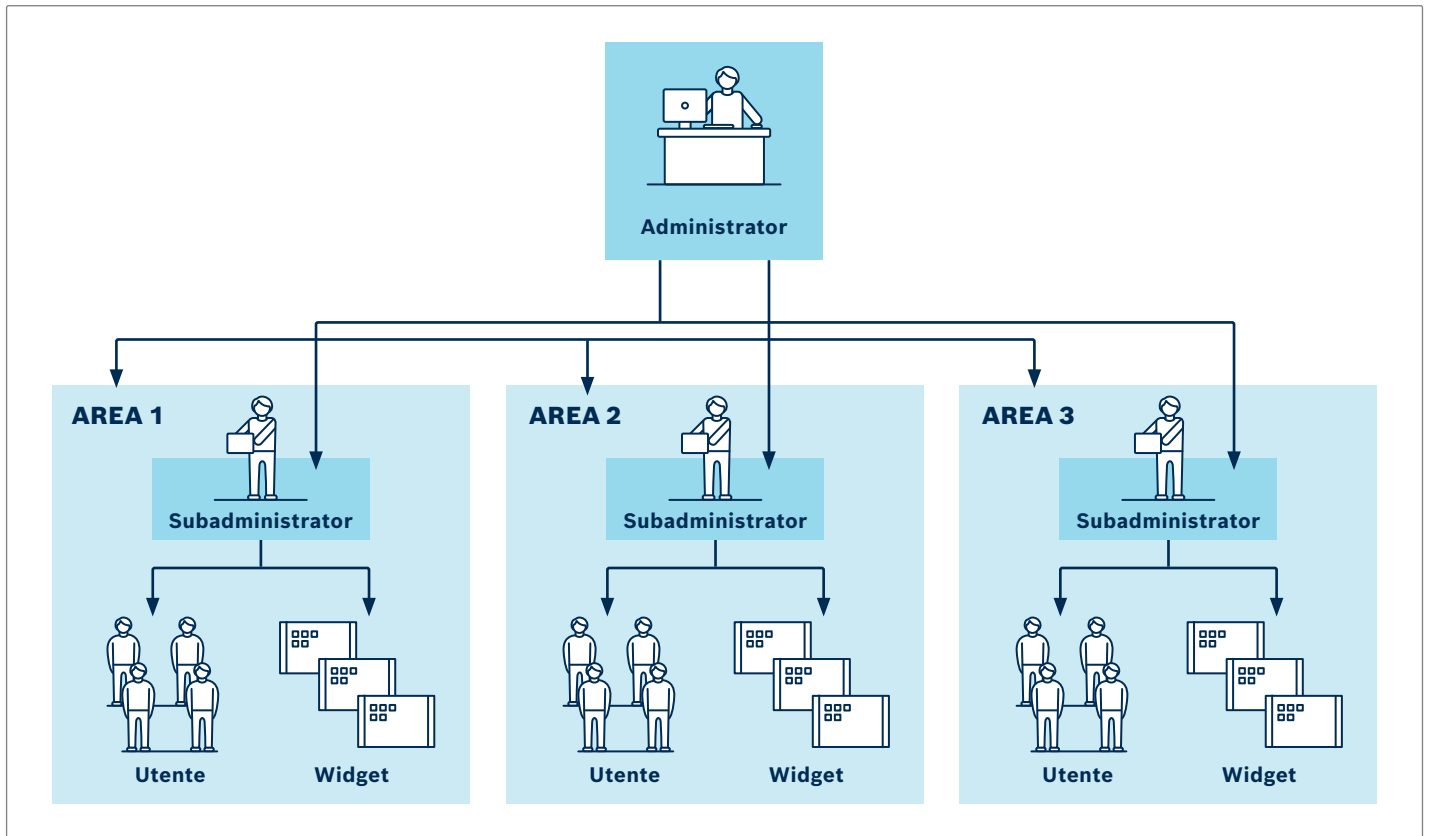 Administrator
AREA 1
Subadministrator
Utente
Widget
AREA 2
Subadministrator
Utente
Widget
AREA 3
Subadministrator
Utente
Widget